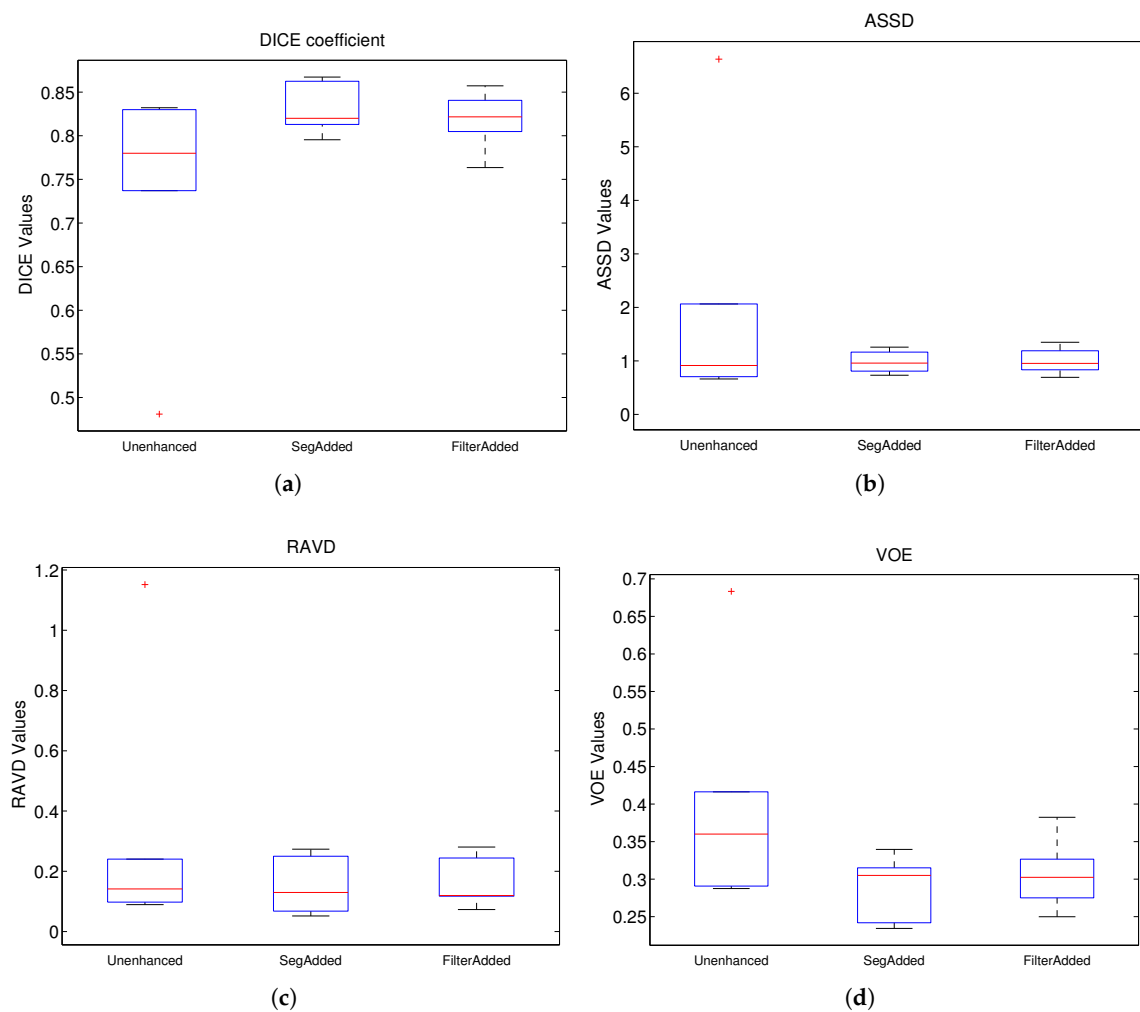 DICE coefficient
0.85
0.8
0.75
0.7
0.65
0.6
0.55
0.5
DICE Values
Unenhanced SegAdded FilterAdded
(a)
ASSD
6
5
4
3
2
1
0
ASSD Values
Unenhanced SegAdded FilterAdded
(b)
RAVD
1.2
1
0.8
0.6
0.4
0.2
0
RAVD Values
Unenhanced SegAdded FilterAdded
(c)
VOE
0.7
0.65
0.6
0.55
0.5
0.45
0.4
0.35
0.3
0.25
VOE Values
Unenhanced SegAdded FilterAdded
(d)